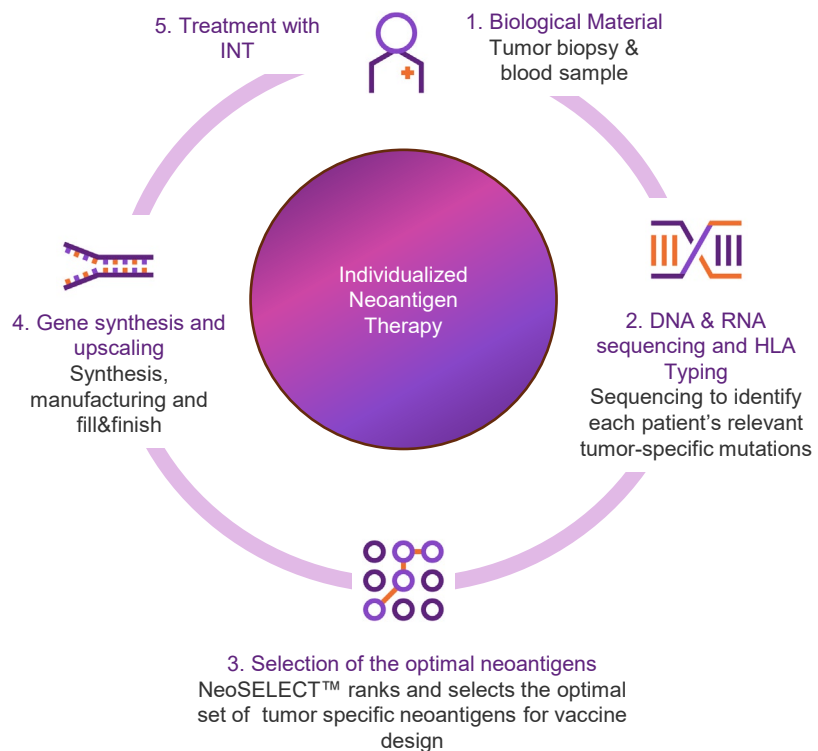 5. Treatment with
INT
1. Biological Material
Tumor biopsy &
blood sample
Individualized
Neoantigen
Therapy
2. DNA & RNA
sequencing and HLA
Typing
Sequencing to identify
each patient's relevant
tumor-specific mutations
4. Gene synthesis and
upscaling
Synthesis,
manufacturing and
fill&finish
3. Selection of the optimal neoantigens
NeoSELECT™ ranks and selects the optimal
set of  tumor specific neoantigens for vaccine
design